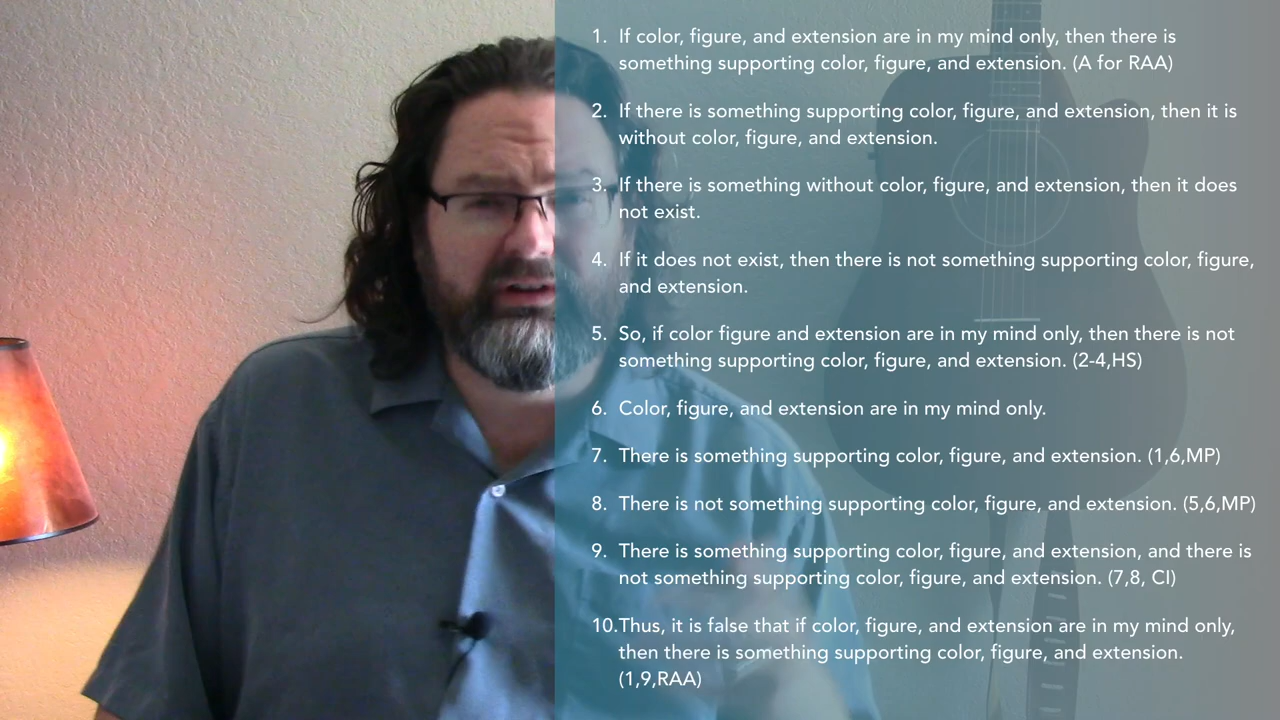 1. If color, figure, and extension are in my mind only, then there is
something supporting color, figure, and extension. (A for RAA)
2. If there is something supporting color, figure, and extension, then it is
without color, figure, and extension.
3. If there is something without color, figure, and extension, then it does
not exist.
4. If it does not exist, then there is not something supporting color, figure,
and extension.
5. So, if color figure and extension are in my mind only, then there is not
something supporting color, figure, and extension. (2-4,HS)
6. Color, figure, and extension are in my mind only.
7. There is something supporting color, figure, and extension. (1,6,MP)
8. There is not something supporting color, figure, and extension. (5,6,MP)
9. There is something supporting color, figure, and extension, and there is
not something supporting color, figure, and extension. (7,8, CI)
10.Thus, it is false that if color, figure, and extension are in my mind only,
then there is something supporting color, figure, and extension.
(1,9,RAA)